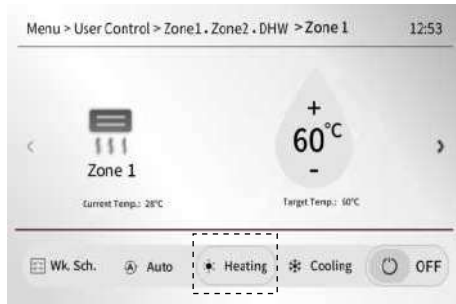 Menu > User Control > Zone1.Zone2.DHW > Zone 1 12:53
+
60°C
-
Zone 1
Current Temp.: 28°C
Target Temp.: 60°C
Wk. Sch. Auto Heating Cooling OFF